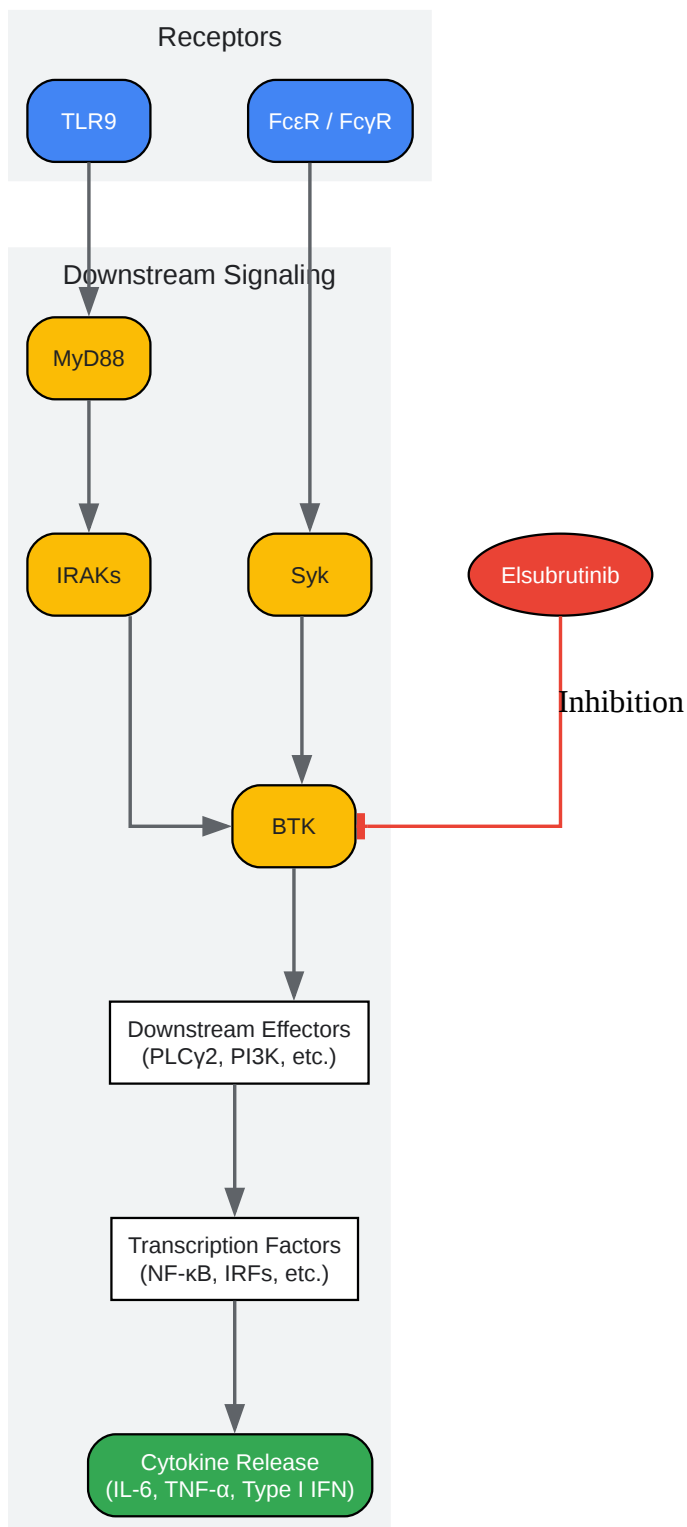 Receptors
TLR9
FcεR / FcγR
Downstream Signaling
MyD88
IRAKs
Syk
Elsubrutinib
Inhibition
BTK
Downstream Effectors
(PLCγ2, PI3K, etc.)
Transcription Factors
(NF-κB, IRFs, etc.)
Cytokine Release
(IL-6, TNF-α, Type I IFN)